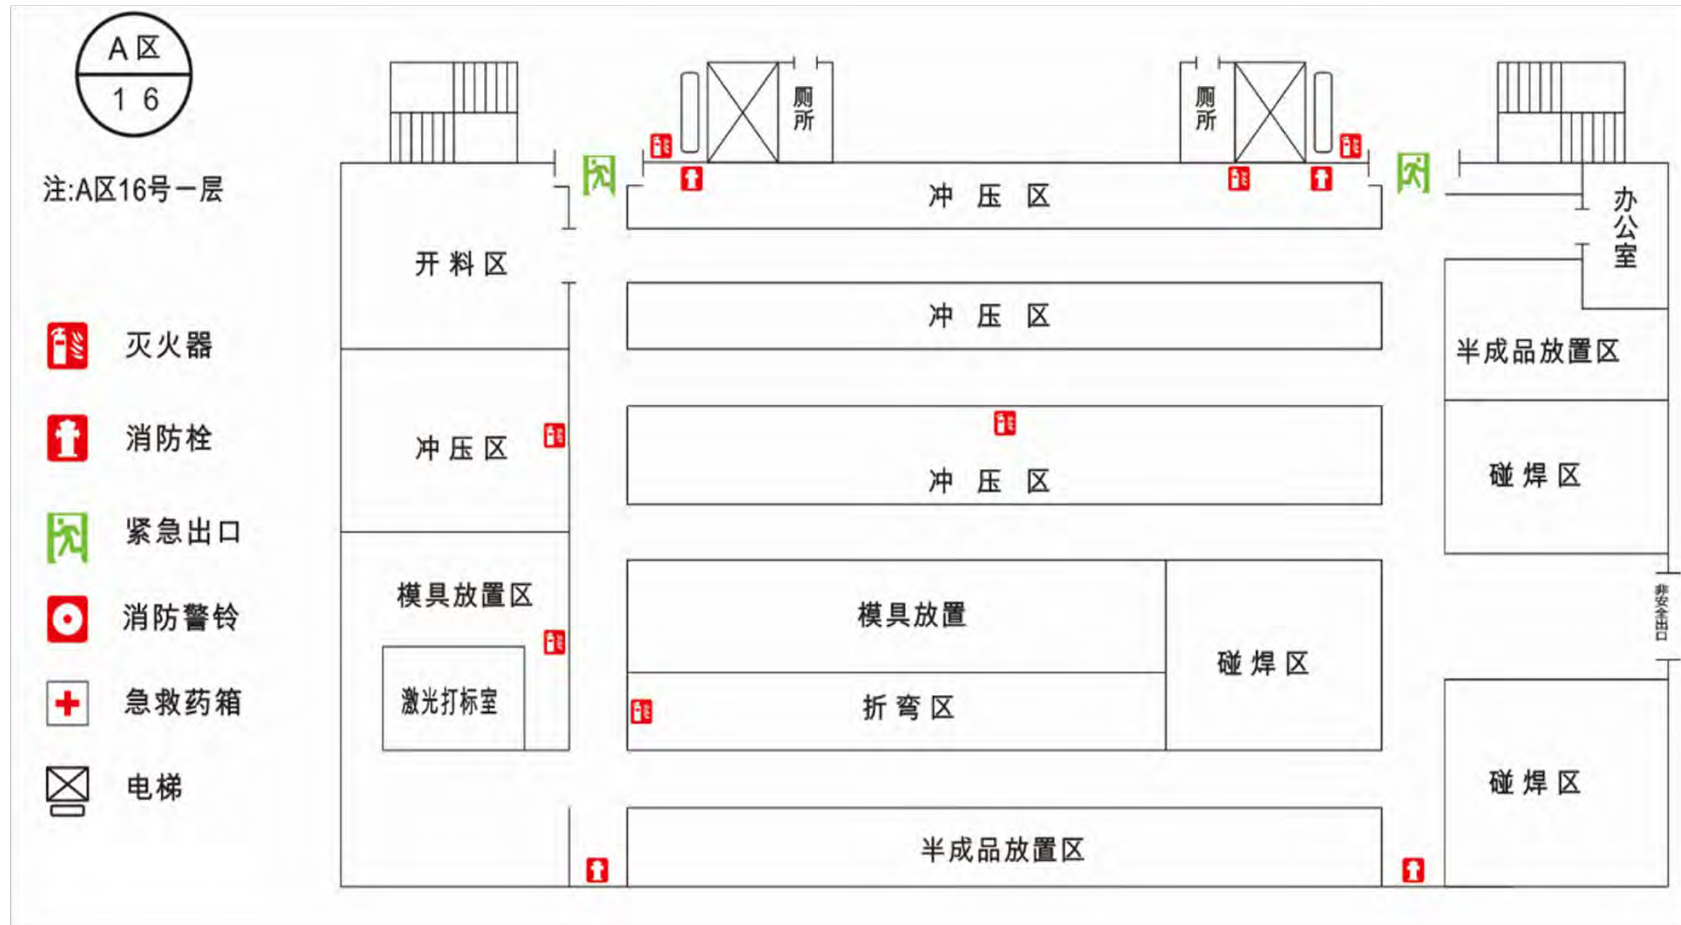 A区
16
注:A区16号一层
灭火器
消防栓
紧急出口
消防警铃
急救药箱
电梯
厕所
厕所
冲压区
办公室
开料区
冲压区
半成品放置区
冲压区
冲压区
碰焊区
模具放置区
模具放置
非安全出口
碰焊区
激光打标室
折弯区
碰焊区
半成品放置区